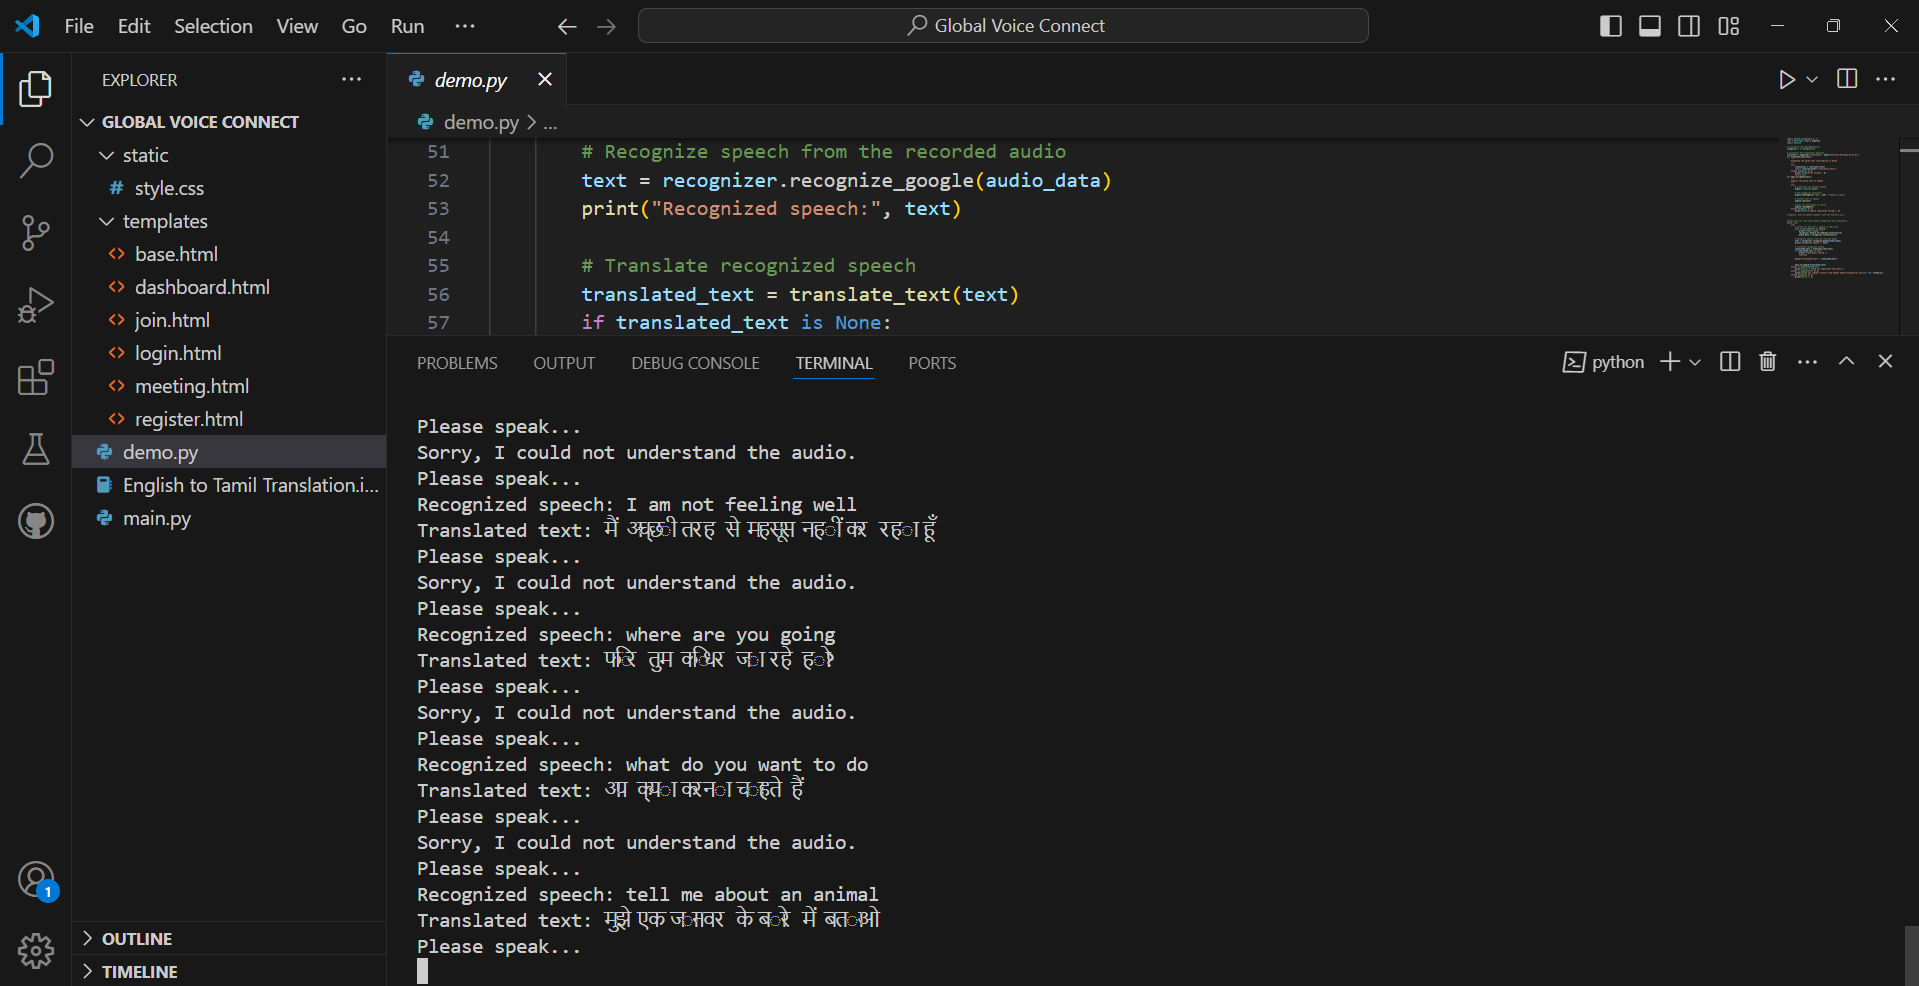 File Edit Selection View Go Run ...
Global Voice Connect
EXPLORER
GLOBAL VOICE CONNECT
static
# style.css
templates
<> base.html
<> dashboard.html
<> join.html
<> login.html
<> meeting.html
<> register.html
demo.py
English to Tamil Translation.i...
main.py
1
OUTLINE
TIMELINE
demo.py
demo.py > ...
51 # Recognize speech from the recorded audio
52 text = recognizer.recognize_google(audio_data)
53 print("Recognized speech:", text)
54
55 # Translate recognized speech
56 translated_text = translate_text(text)
57 if translated_text is None:
PROBLEMS OUTPUT DEBUG CONSOLE TERMINAL PORTS
python
Please speak...
Sorry, I could not understand the audio.
Please speak...
Recognized speech: I am not feeling well
Translated text: मैं अच्छी तरह से महसूस नहीं कर रहा हूँ
Please speak...
Sorry, I could not understand the audio.
Please speak...
Recognized speech: where are you going
Translated text: फिर तुम किधर जा रहे हो?
Please speak...
Sorry, I could not understand the audio.
Please speak...
Recognized speech: what do you want to do
Translated text: आप क्या करना चाहते हैं
Please speak...
Sorry, I could not understand the audio.
Please speak...
Recognized speech: tell me about an animal
Translated text: मुझे एक जानवर के बारे में बताओ
Please speak...